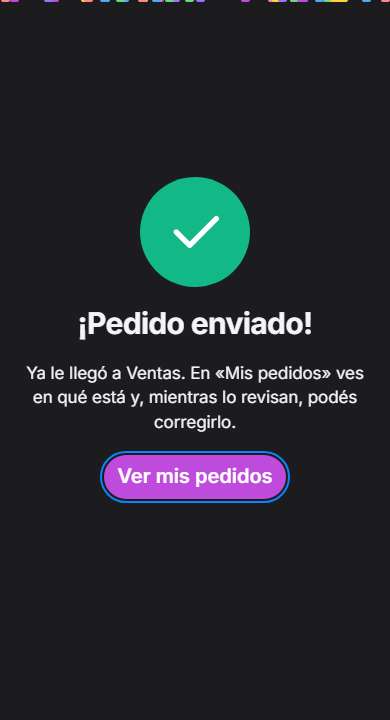 ¡Pedido enviado!
Ya le llegó a Ventas. En «Mis pedidos» ves
en qué está y, mientras lo revisan, podés
corregirlo.
Ver mis pedidos